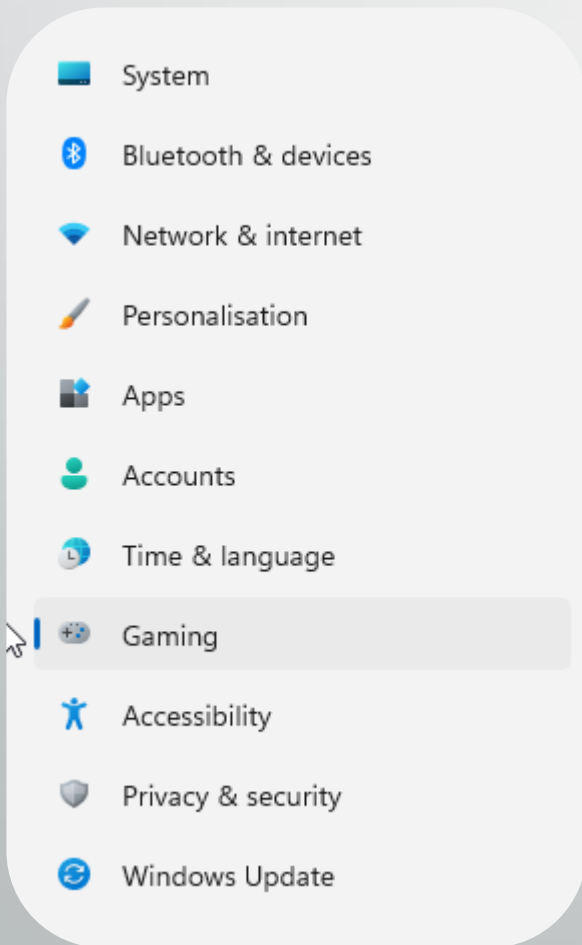 System
Bluetooth & devices
Network & internet
Personalisation
Apps
Accounts
Time & language
Gaming
Accessibility
Privacy & security
Windows Update